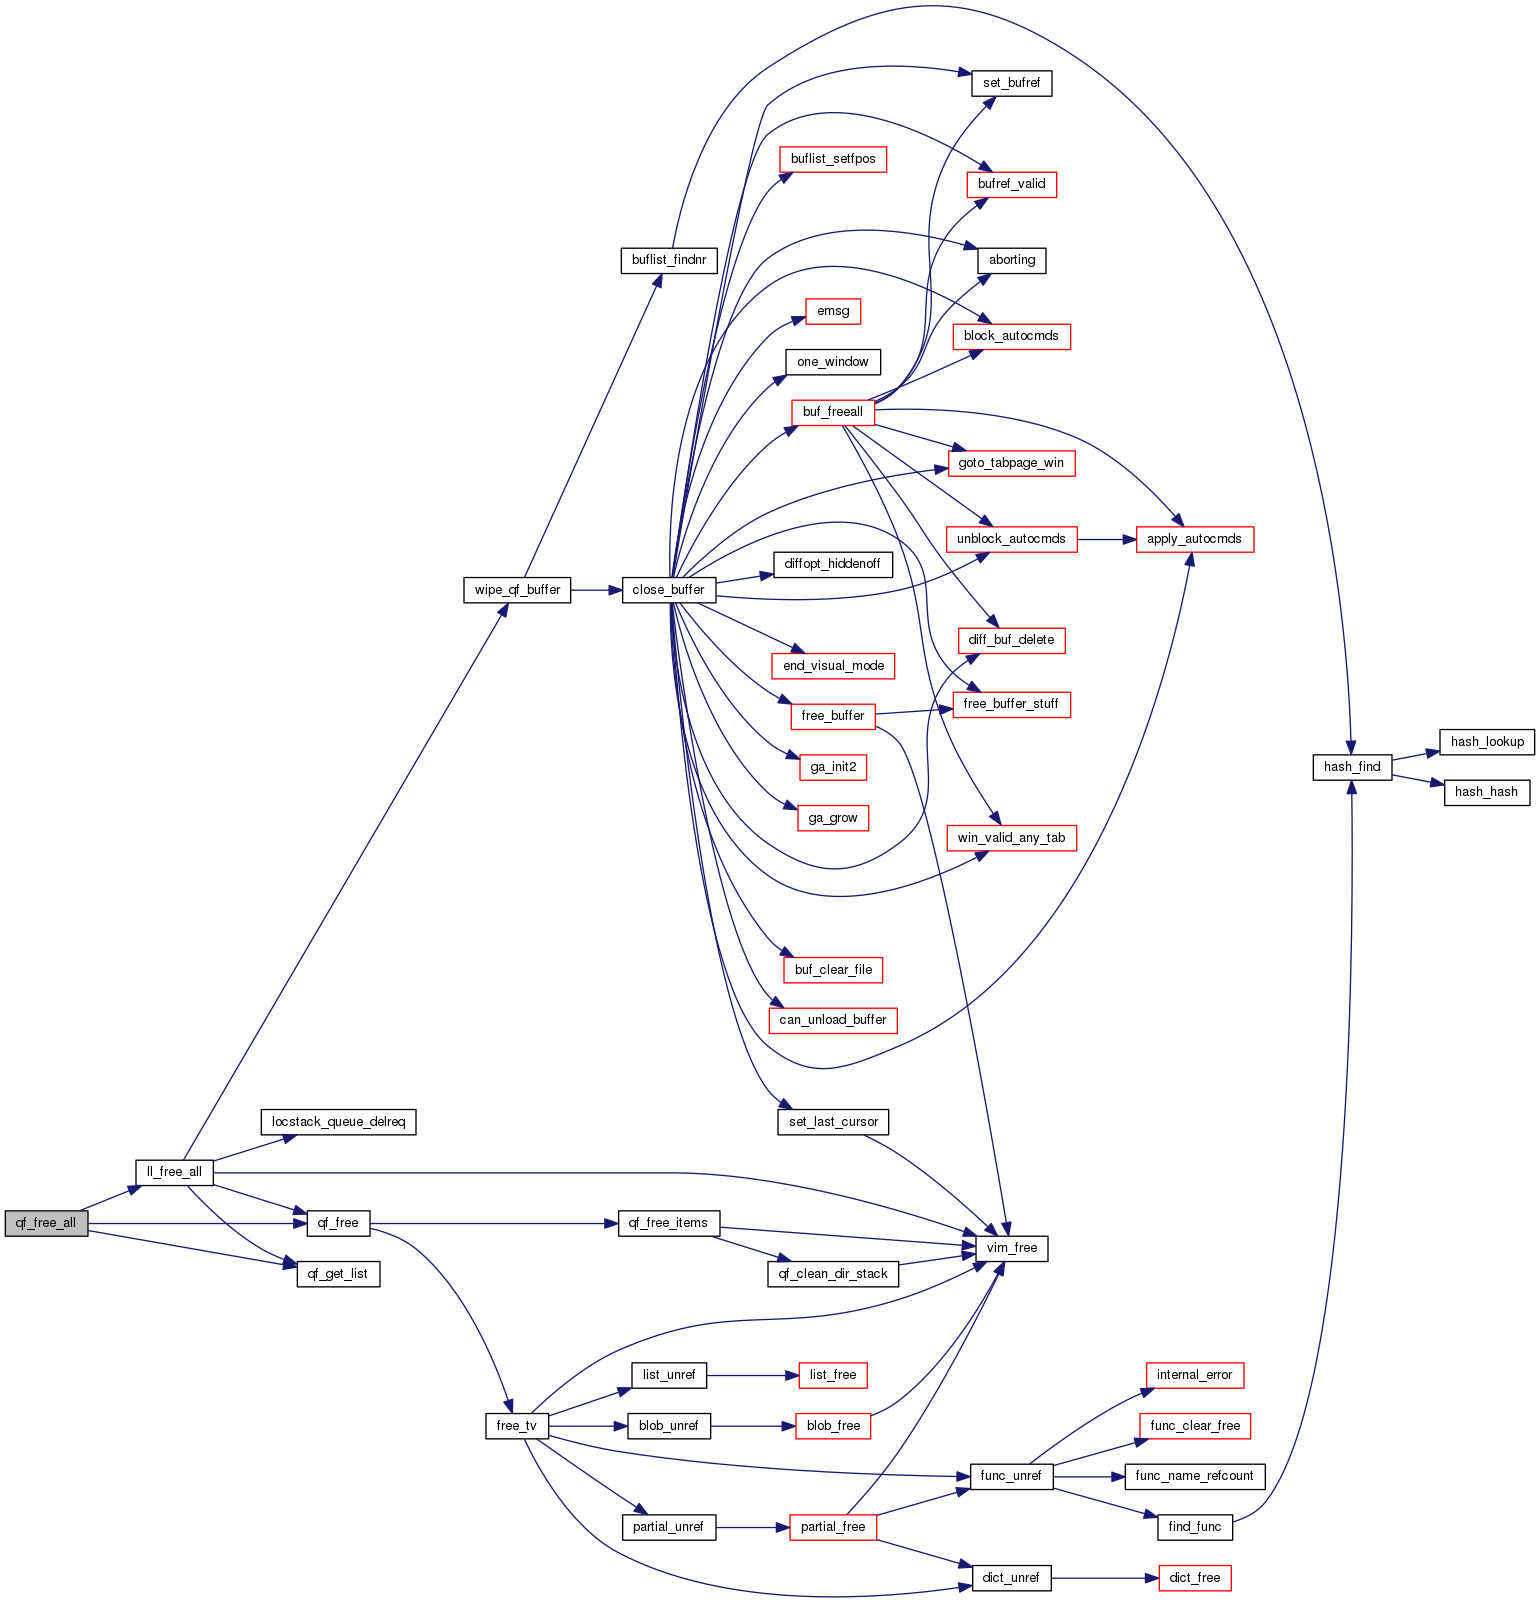 set_bufref
buflist_setfpos
bufref_valid
buflist_findnr
aborting
emsg
block_autocmds
one_window
buf_freeall
goto_tabpage_win
unblock_autocmds
apply_autocmds
diffopt_hiddenoff
wipe_qf_buffer
close_buffer
diff_buf_delete
end_visual_mode
free_buffer_stuff
free_buffer
hash_lookup
ga_init2
hash_find
hash_hash
ga_grow
win_valid_any_tab
buf_clear_file
can_unload_buffer
locstack_queue_delreq
set_last_cursor
ll_free_all
qf_free_all
qf_free
qf_free_items
vim_free
qf_get_list
qf_clean_dir_stack
list_unref
list_free
internal_error
free_tv
blob_unref
blob_free
func_clear_free
func_unref
func_name_refcount
partial_unref
partial_free
find_func
dict_unref
dict_free